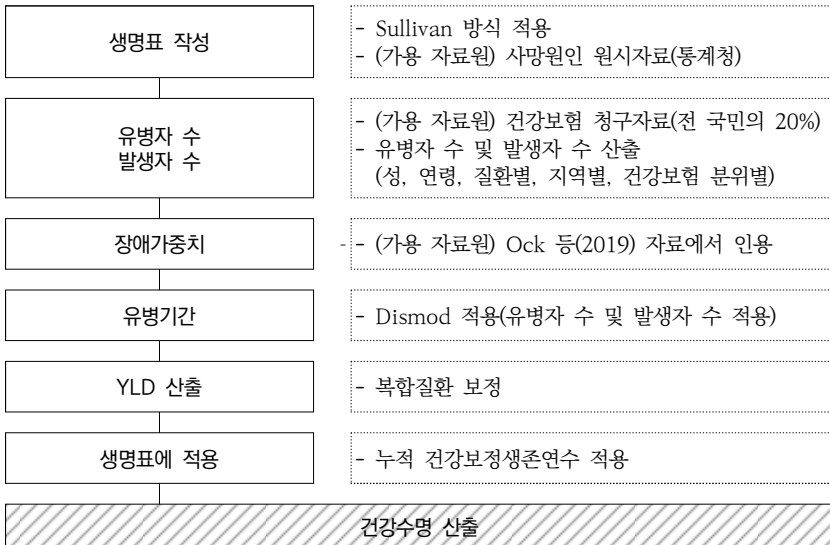 생명표 작성
- Sullivan 방식 적용
- (가용 자료원) 사망원인 원시자료(통계청)
유병자 수
발생자 수
- (가용 자료원) 건강보험 청구자료(전 국민의 20%)
- 유병자 수 및 발생자 수 산출
(성, 연령, 질환별, 지역별, 건강보험 분위별)
장애가중치
- - (가용 자료원) Ock 등(2019) 자료에서 인용
유병기간
- Dismod 적용(유병자 수 및 발생자 수 적용)
YLD 산출
- 복합질환 보정
생명표에 적용
- 누적 건강보정생존연수 적용
건강수명 산출